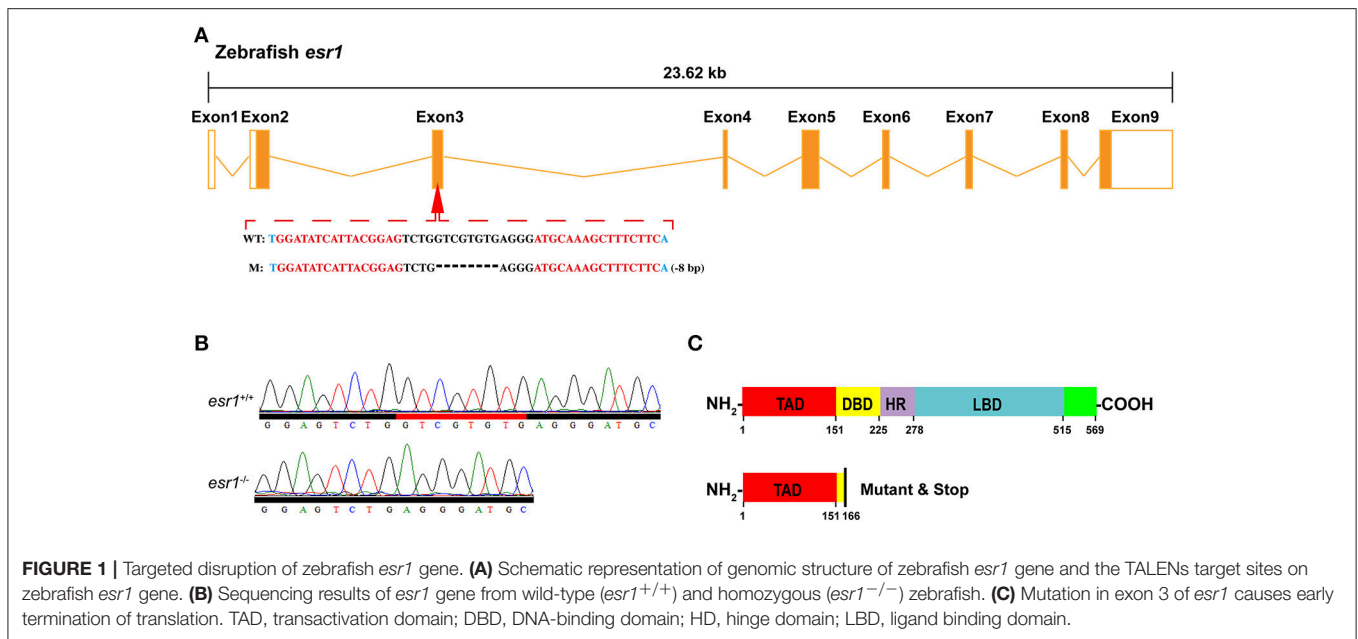 A
Zebrafish esr1
23.62 kb
Exon1 Exon2 Exon3 Exon4 Exon5 Exon6 Exon7 Exon8 Exon9
WT: TGGATATCATTACGGAGTCTGGTCGTGTGAGGGATGCAAAGCTTTCTTCA
M: TGGATATCATTACGGAGTCTG---------AGGGATGCAAAGCTTTCTTCA (-8 bp)
B
esr1+/+
G G A G T C T G G T C G T G T G A G G G A T G C
esr1-/-
G G A G T C T G A G G G A T G C
C
NH2- TAD DBD HR LBD -COOH
1 151 225 278 515 569
NH2- TAD Mutant & Stop
1 151 166
FIGURE 1 | Targeted disruption of zebrafish esr1 gene. (A) Schematic representation of genomic structure of zebrafish esr1 gene and the TALENs target sites on
zebrafish esr1 gene. (B) Sequencing results of esr1 gene from wild-type (esr1+/+) and homozygous (esr1−/−) zebrafish. (C) Mutation in exon 3 of esr1 causes early
termination of translation. TAD, transactivation domain; DBD, DNA-binding domain; HD, hinge domain; LBD, ligand binding domain.